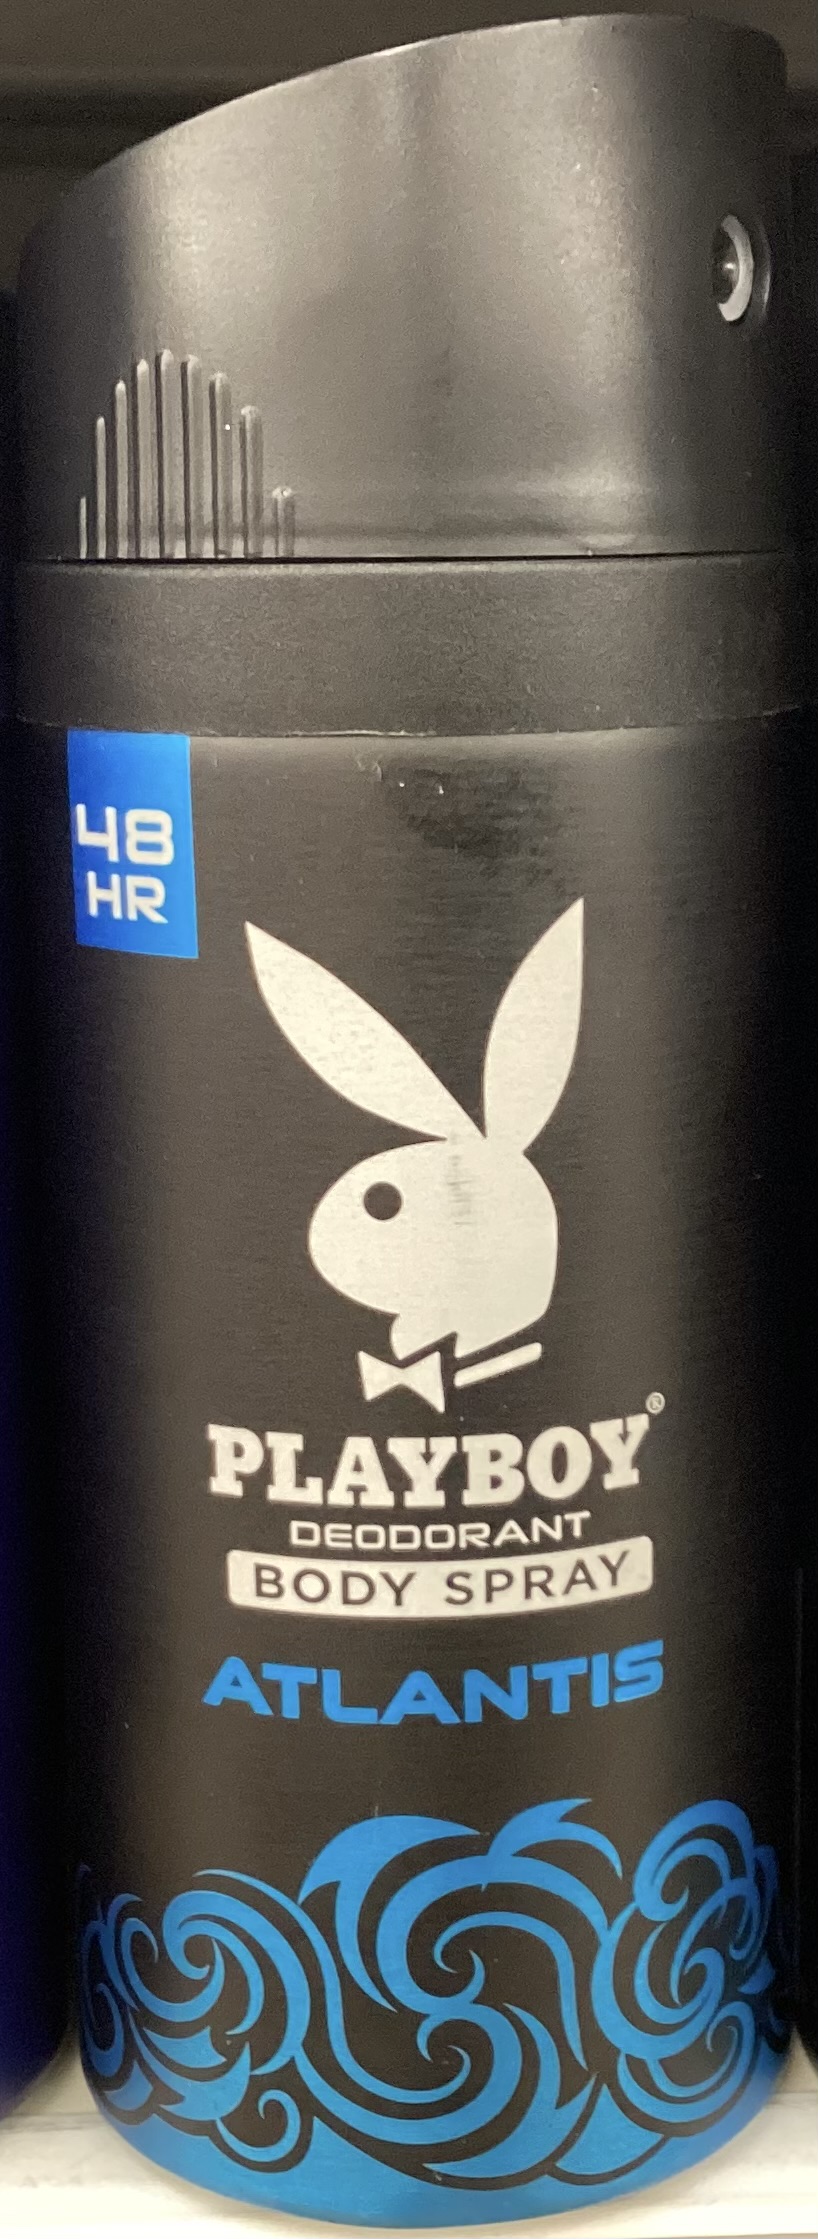 48
HR
PLAYBOY®
DEODORANT
BODY SPRAY
ATLANTIS